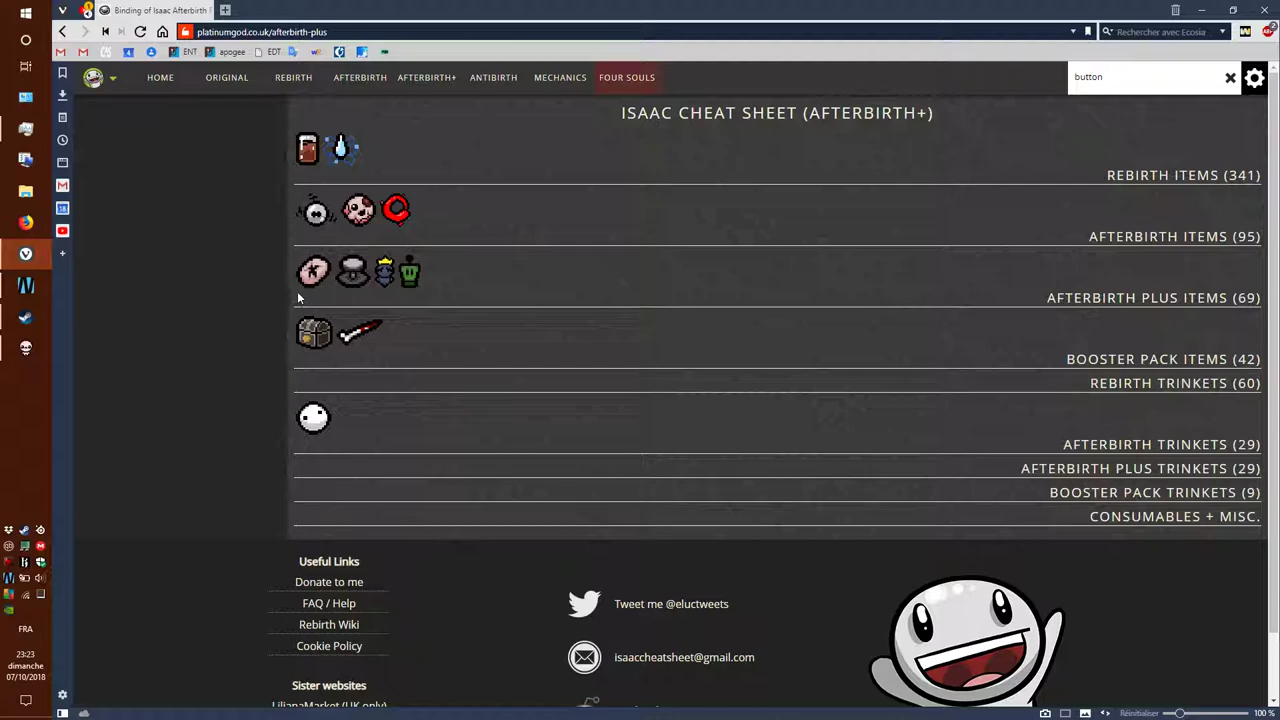 Binding of Isaac Afterbirth
platinumgod.co.uk/afterbirth-plus
Rechercher avec Ecosia
ENT
apogee
EDT
HOME
ORIGINAL
REBIRTH
AFTERBIRTH
AFTERBIRTH+
ANTIBIRTH
MECHANICS
FOUR SOULS
button
ISAAC CHEAT SHEET (AFTERBIRTH+)
REBIRTH ITEMS (341)
AFTERBIRTH ITEMS (95)
AFTERBIRTH PLUS ITEMS (69)
BOOSTER PACK ITEMS (42)
REBIRTH TRINKETS (60)
AFTERBIRTH TRINKETS (29)
AFTERBIRTH PLUS TRINKETS (29)
BOOSTER PACK TRINKETS (9)
CONSUMABLES + MISC.
Useful Links
Donate to me
FAQ / Help
Rebirth Wiki
Cookie Policy
Sister websites
LilianaMarket (UK only)
Tweet me @eluctweets
isaaccheatsheet@gmail.com
FRA
23:23
dimanche
07/10/2018
Réinitialiser
100 %